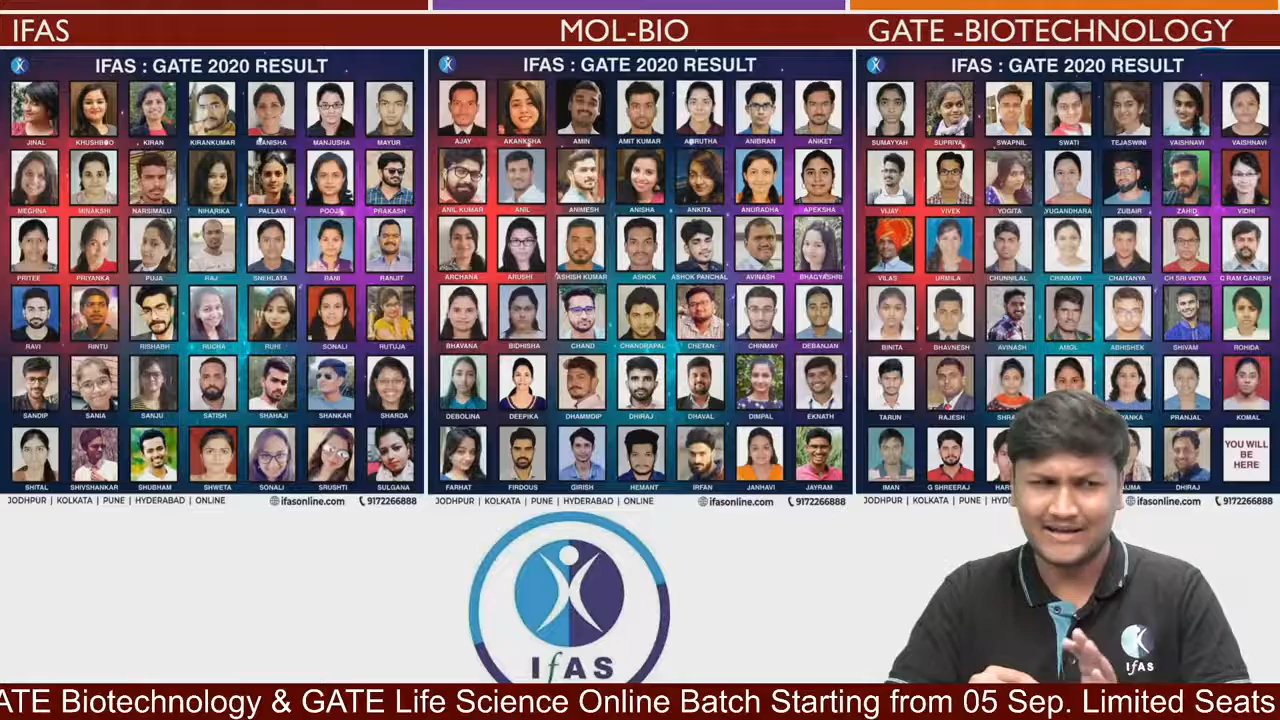 IFAS
MOL-BIO
GATE -BIOTECHNOLOGY
IFAS : GATE 2020 RESULT
JINAL KHUSHBOO KIRAN KIRANKUMAR MANISHA MANJUSHA MAYUR
MEGHNA MINAKSHI NARSIMALU NIHARIKA PALLAVI POOJA PRAKASH
PRITEE PRIYANKA PUJA RAJ SNEHLATA RANI RANJIT
RAVI RINTU RISHABH RUCHA RUHI SONALI RUTUJA
SANDIP SANIA SANJU SATISH SHAHAJI SHANKAR SHARDA
SHITAL SHIVSHANKAR SHUBHAM SHWETA SONALI SRUSHTI SULGANA
JODHPUR | KOLKATA | PUNE | HYDERABAD | ONLINE
ifasonline.com 9172266888
IFAS : GATE 2020 RESULT
AJAY AKANKSHA AMIN AMIT KUMAR AMRUTHA ANIBRAN ANIKET
ANIL KUMAR ANIL ANIMESH ANISHA ANKITA ANURADHA APEKSHA
ARCHANA ARUSHI ASHISH KUMAR ASHOK ASHOK PANCHAL AVINASH BHAGYASHRI
BHAVANA BIDHISHA CHAND CHANDRAPAL CHETAN CHINMAY DEBANJAN
DEBOLINA DEEPIKA DHAMMDIP DHIRAJ DHAVAL DIMPAL EKNATH
FARHAT FIRDOUS GIRISH HEMANT IRFAN JANHAVI JAYRAM
JODHPUR | KOLKATA | PUNE | HYDERABAD | ONLINE
ifasonline.com 9172266888
IFAS : GATE 2020 RESULT
SUMAYYAH SUPRIYA SWAPNIL SWATI TEJASWINI VAISHNAVI VAISHNAVI
VIJAY VIVEK YOGITA YUGANDHARA ZUBAIR ZAHID VIDHI
VILAS URMILA CHUNNILAL CHINMAYI CHAITANYA CH SRI VIDYA G RAM GANESH
BINITA BHAVNESH AVINASH AMOL ABHISHEK SHIVAM ROHIDA
TARUN RAJESH SHRA YANKA PRANJAL KOMAL
YOU WILL
BE
HERE
IMAN G SHREERAJ HAR DHIRAJ
JODHPUR | KOLKATA | PUNE | HY
ifasonline.com 9172266888
IfAS
IfAS
ATE Biotechnology & GATE Life Science Online Batch Starting from 05 Sep. Limited Seats